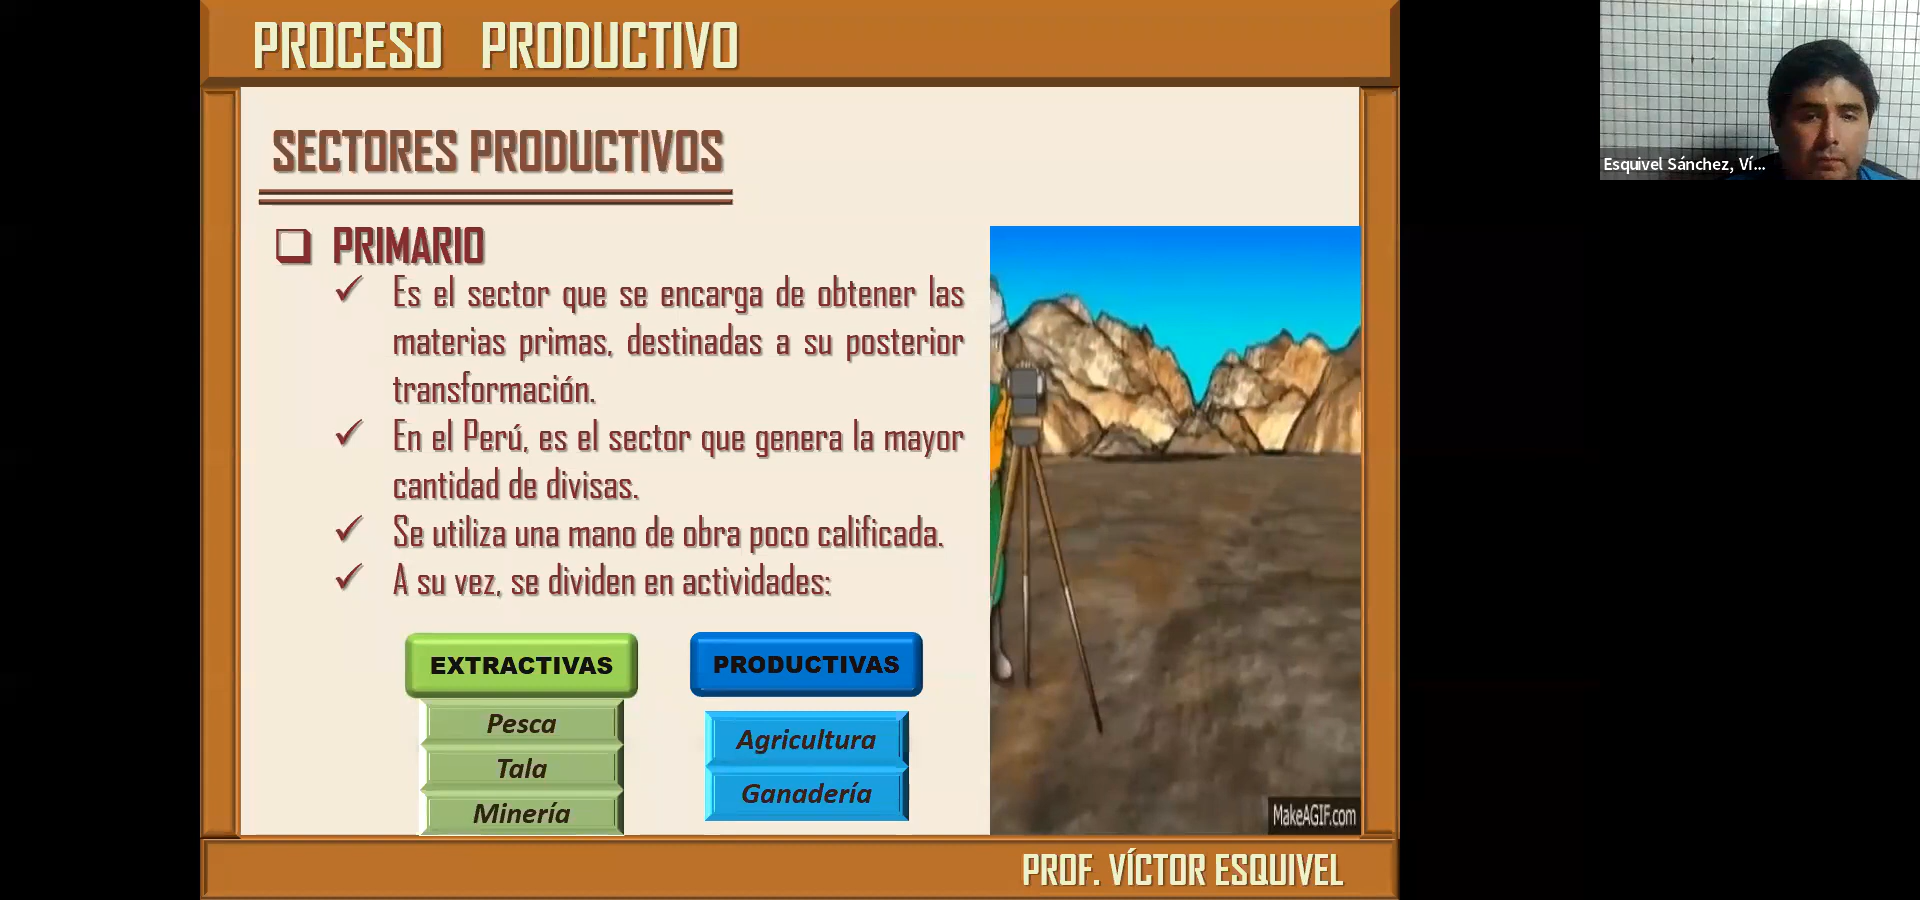 PROCESO PRODUCTIVO
SECTORES PRODUCTIVOS
PRIMARIO
Es el sector que se encarga de obtener las
materias primas, destinadas a su posterior
transformación.
En el Perú, es el sector que genera la mayor
cantidad de divisas.
Se utiliza una mano de obra poco calificada.
A su vez, se dividen en actividades:
EXTRACTIVAS
Pesca
Tala
Minería
PRODUCTIVAS
Agricultura
Ganadería
MakeAGIF.com
PROF. VÍCTOR ESQUIVEL
Esquivel Sánchez, Ví...